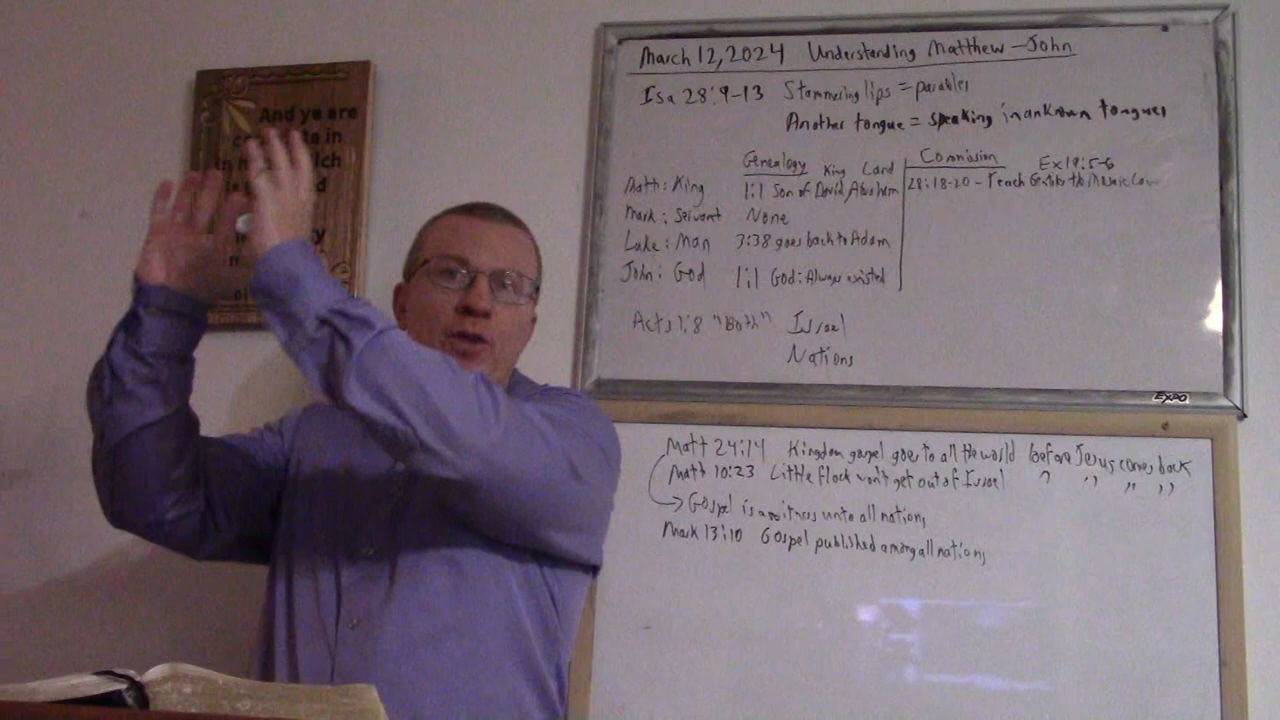 And ye are
in
ich
March 12, 2024 Understanding Matthew - John
Isa 28:9-13 Stammering lips = parables
Another tongue = speaking in unknown tongues
Genealogy King Land Commission Ex 19:5-6
Matth: King 1:1 Son of David Abraham 28:18-20 - Teach Gentiles the Mosaic Law
Mark: Servant None
Luke: Man 3:38 goes back to Adam
John: God 1:1 God: Always existed
Acts 1:8 "Both" Israel
Nations
EXPO
Matt 24:14 Kingdom gospel goes to all the world before Jesus comes back
Matt 10:23 Little flock won't get out of Israel " " " "
→ Gospel is a witness unto all nations
Mark 13:10 Gospel published among all nations